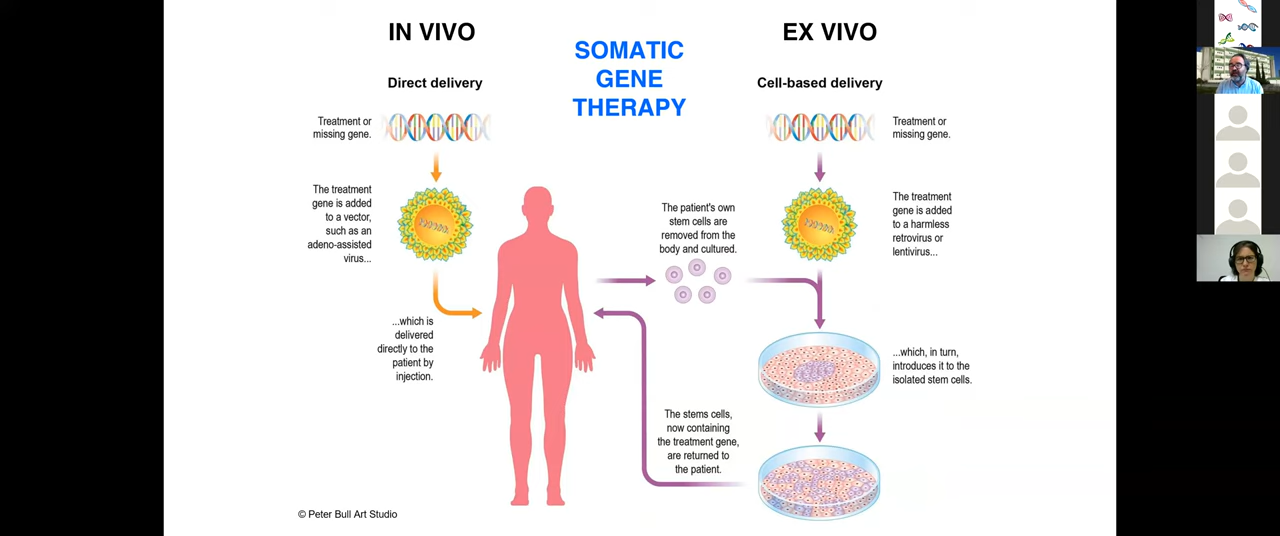 IN VIVO
Direct delivery
Treatment or
missing gene.
The treatment
gene is added
to a vector,
such as an
adeno-assisted
virus...
...which is
delivered
directly to the
patient by
injection.
SOMATIC
GENE
THERAPY
EX VIVO
Cell-based delivery
Treatment or
missing gene.
The treatment
gene is added
to a harmless
retrovirus or
lentivirus...
The patient's own
stem cells are
removed from the
body and cultured.
...which, in turn,
introduces it to the
isolated stem cells.
The stems cells,
now containing
the treatment gene,
are returned to
the patient.
© Peter Bull Art Studio